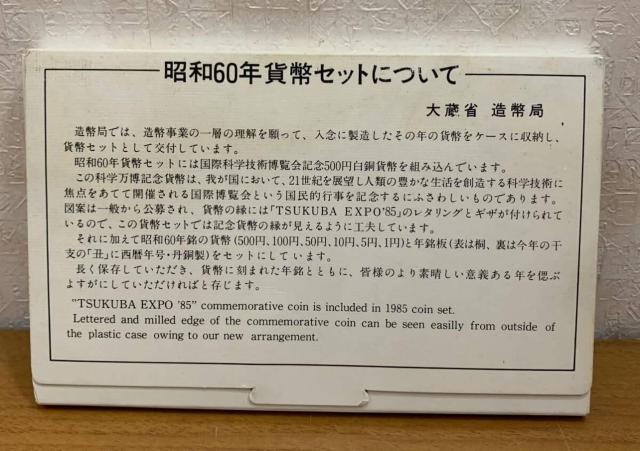 昭和60年貨幣セットについて
大蔵省 造幣局
造幣局では、造幣事業の一層の理解を願って、入念に製造したその年の貨幣をケースに収納し、
貨幣セットとして交付しています。
昭和60年貨幣セットには国際科学技術博覧会記念500円白銅貨幣を組み込んでいます。
この科学万博記念貨幣は、我が国において、21世紀を展望し人類の豊かな生活を創造する科学技術に
焦点をあてて開催される国際博覧会という国民的行事を記念するにふさわしいものであります。
図案は一般から公募され、貨幣の縁には「TSUKUBA EXPO'85」のレタリングとギザが付けられて
いるので、この貨幣セットでは記念貨幣の縁が見えるように工夫しています。
それに加えて昭和60年銘の貨幣(500円、100円、50円、10円、5円、1円)と年銘板(表は桐、裏は今年の干
支の「丑」に西暦年号・丹銅製)をセットにしています。
長く保存していただき、貨幣に刻まれた年銘とともに、皆様のより素晴しい意義ある年を偲ぶ
よすがにしていただければと存じます。
"TSUKUBA EXPO '85" commemorative coin is included in 1985 coin set.
Lettered and milled edge of the commemorative coin can be seen easilly from outside of
the plastic case owing to our new arrangement.